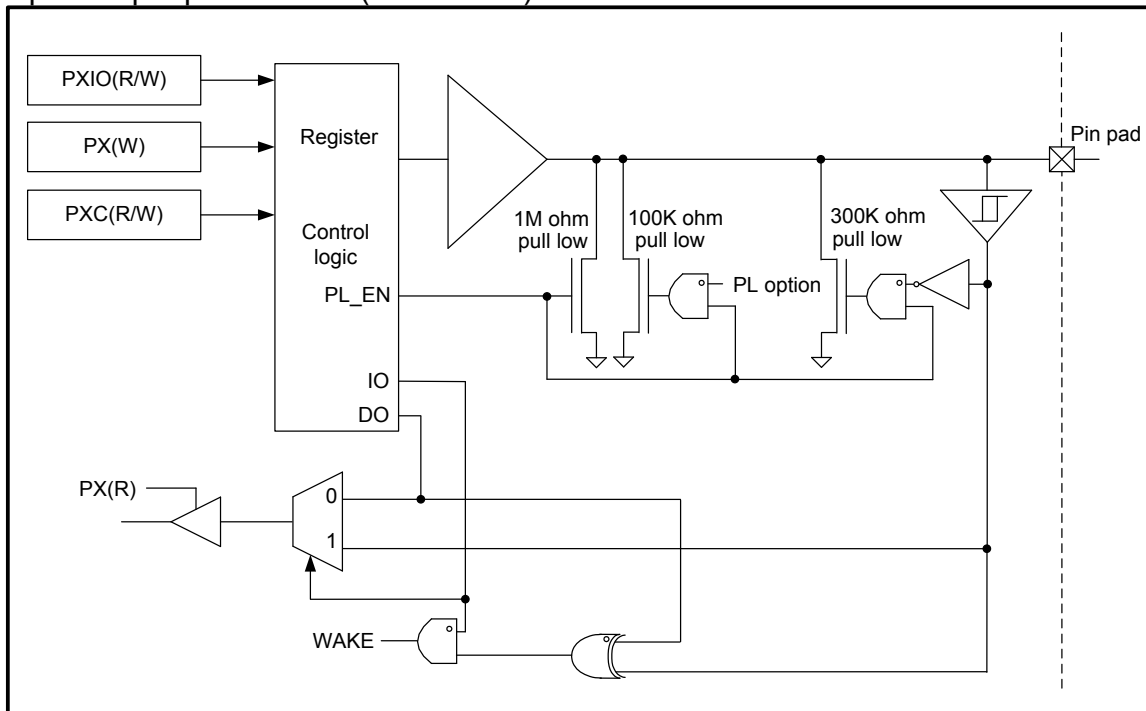 PXIO(R/W)
PX(W)
PXC(R/W)
Register
Control
logic
PL_EN
IO
DO
1M ohm
pull low
100K ohm
pull low
PL option
300K ohm
pull low
Pin pad
PX(R)
0
1
WAKE